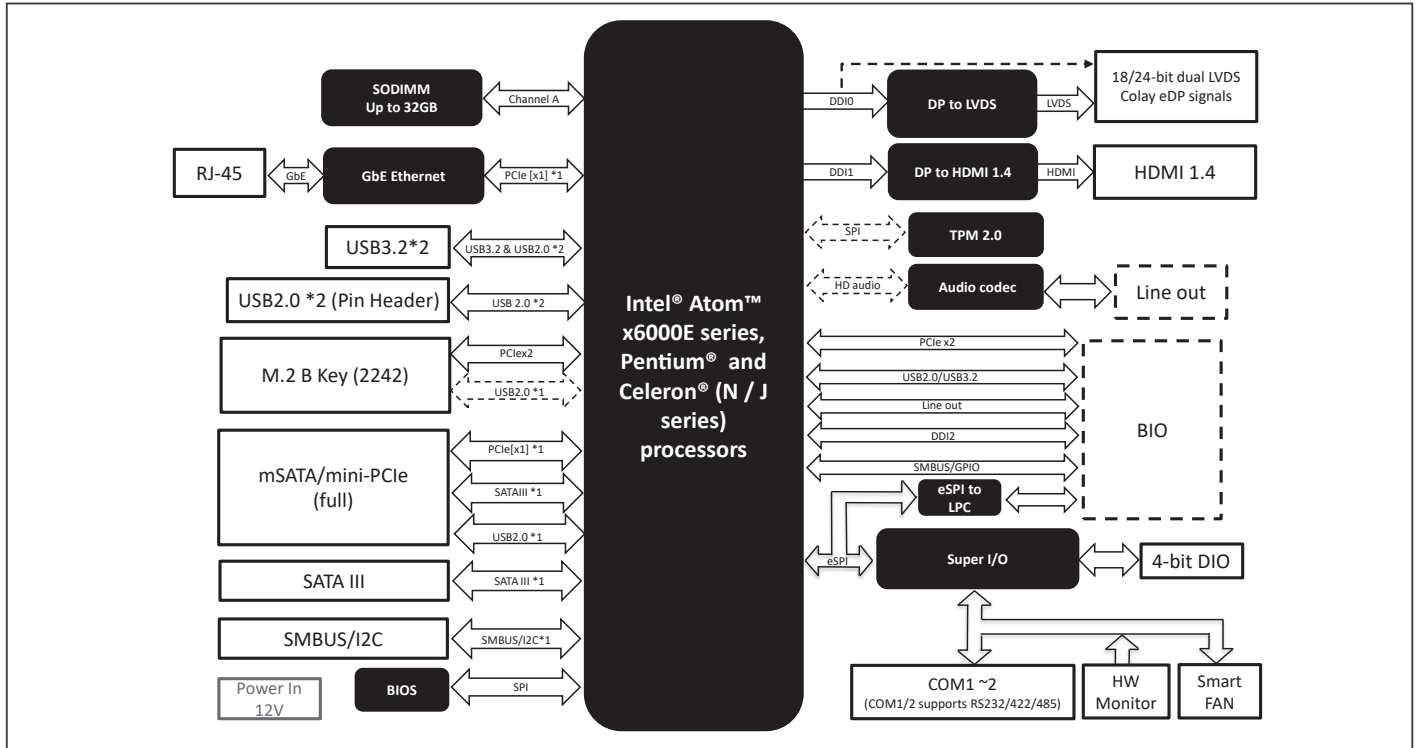 SODIMM
Up to 32GB
Channel A
RJ-45
GbE
GbE Ethernet
PCIe [x1] *1
USB3.2*2
USB3.2 & USB2.0 *2
USB2.0 *2 (Pin Header)
USB 2.0 *2
M.2 B Key (2242)
PCIex2
USB2.0 *1
mSATA/mini-PCIe
(full)
PCIe[x1] *1
SATAIII *1
USB2.0 *1
SATA III
SATA III *1
SMBUS/I2C
SMBUS/I2C*1
Power In
12V
BIOS
SPI
Intel® Atom™
x6000E series,
Pentium® and
Celeron® (N / J
series)
processors
DDI0
DP to LVDS
LVDS
18/24-bit dual LVDS
Colay eDP signals
DDI1
DP to HDMI 1.4
HDMI
HDMI 1.4
SPI
TPM 2.0
HD audio
Audio codec
Line out
PCIe x2
USB2.0/USB3.2
Line out
DDI2
SMBUS/GPIO
BIO
eSPI to
LPC
eSPI
Super I/O
4-bit DIO
COM1 ~2
(COM1/2 supports RS232/422/485)
HW
Monitor
Smart
FAN